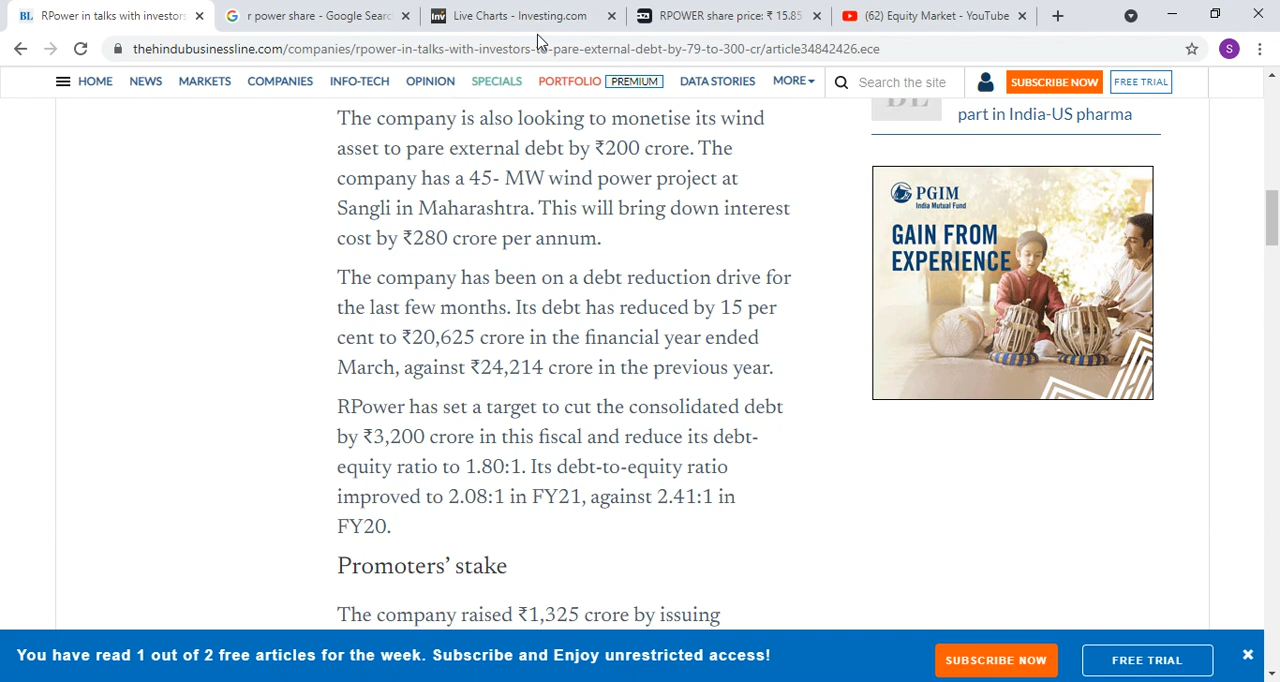 RPower in talks with investors
r power share - Google Searc
Live Charts - Investing.com
RPOWER share price: ₹ 15.85
(62) Equity Market - YouTube
thehindubusinessline.com/companies/rpower-in-talks-with-investors- -pare-external-debt-by-79-to-300-cr/article34842426.ece
S
HOME NEWS MARKETS COMPANIES INFO-TECH OPINION SPECIALS PORTFOLIO PREMIUM DATA STORIES MORE Search the site SUBSCRIBE NOW FREE TRIAL
The company is also looking to monetise its wind
asset to pare external debt by ₹200 crore. The
company has a 45- MW wind power project at
Sangli in Maharashtra. This will bring down interest
cost by ₹280 crore per annum.
The company has been on a debt reduction drive for
the last few months. Its debt has reduced by 15 per
cent to ₹20,625 crore in the financial year ended
March, against ₹24,214 crore in the previous year.
RPower has set a target to cut the consolidated debt
by ₹3,200 crore in this fiscal and reduce its debt-
equity ratio to 1.80:1. Its debt-to-equity ratio
improved to 2.08:1 in FY21, against 2.41:1 in
FY20.
Promoters’ stake
The company raised ₹1,325 crore by issuing
part in India-US pharma
PGIM
India Mutual Fund
GAIN FROM
EXPERIENCE
You have read 1 out of 2 free articles for the week. Subscribe and Enjoy unrestricted access!
SUBSCRIBE NOW
FREE TRIAL